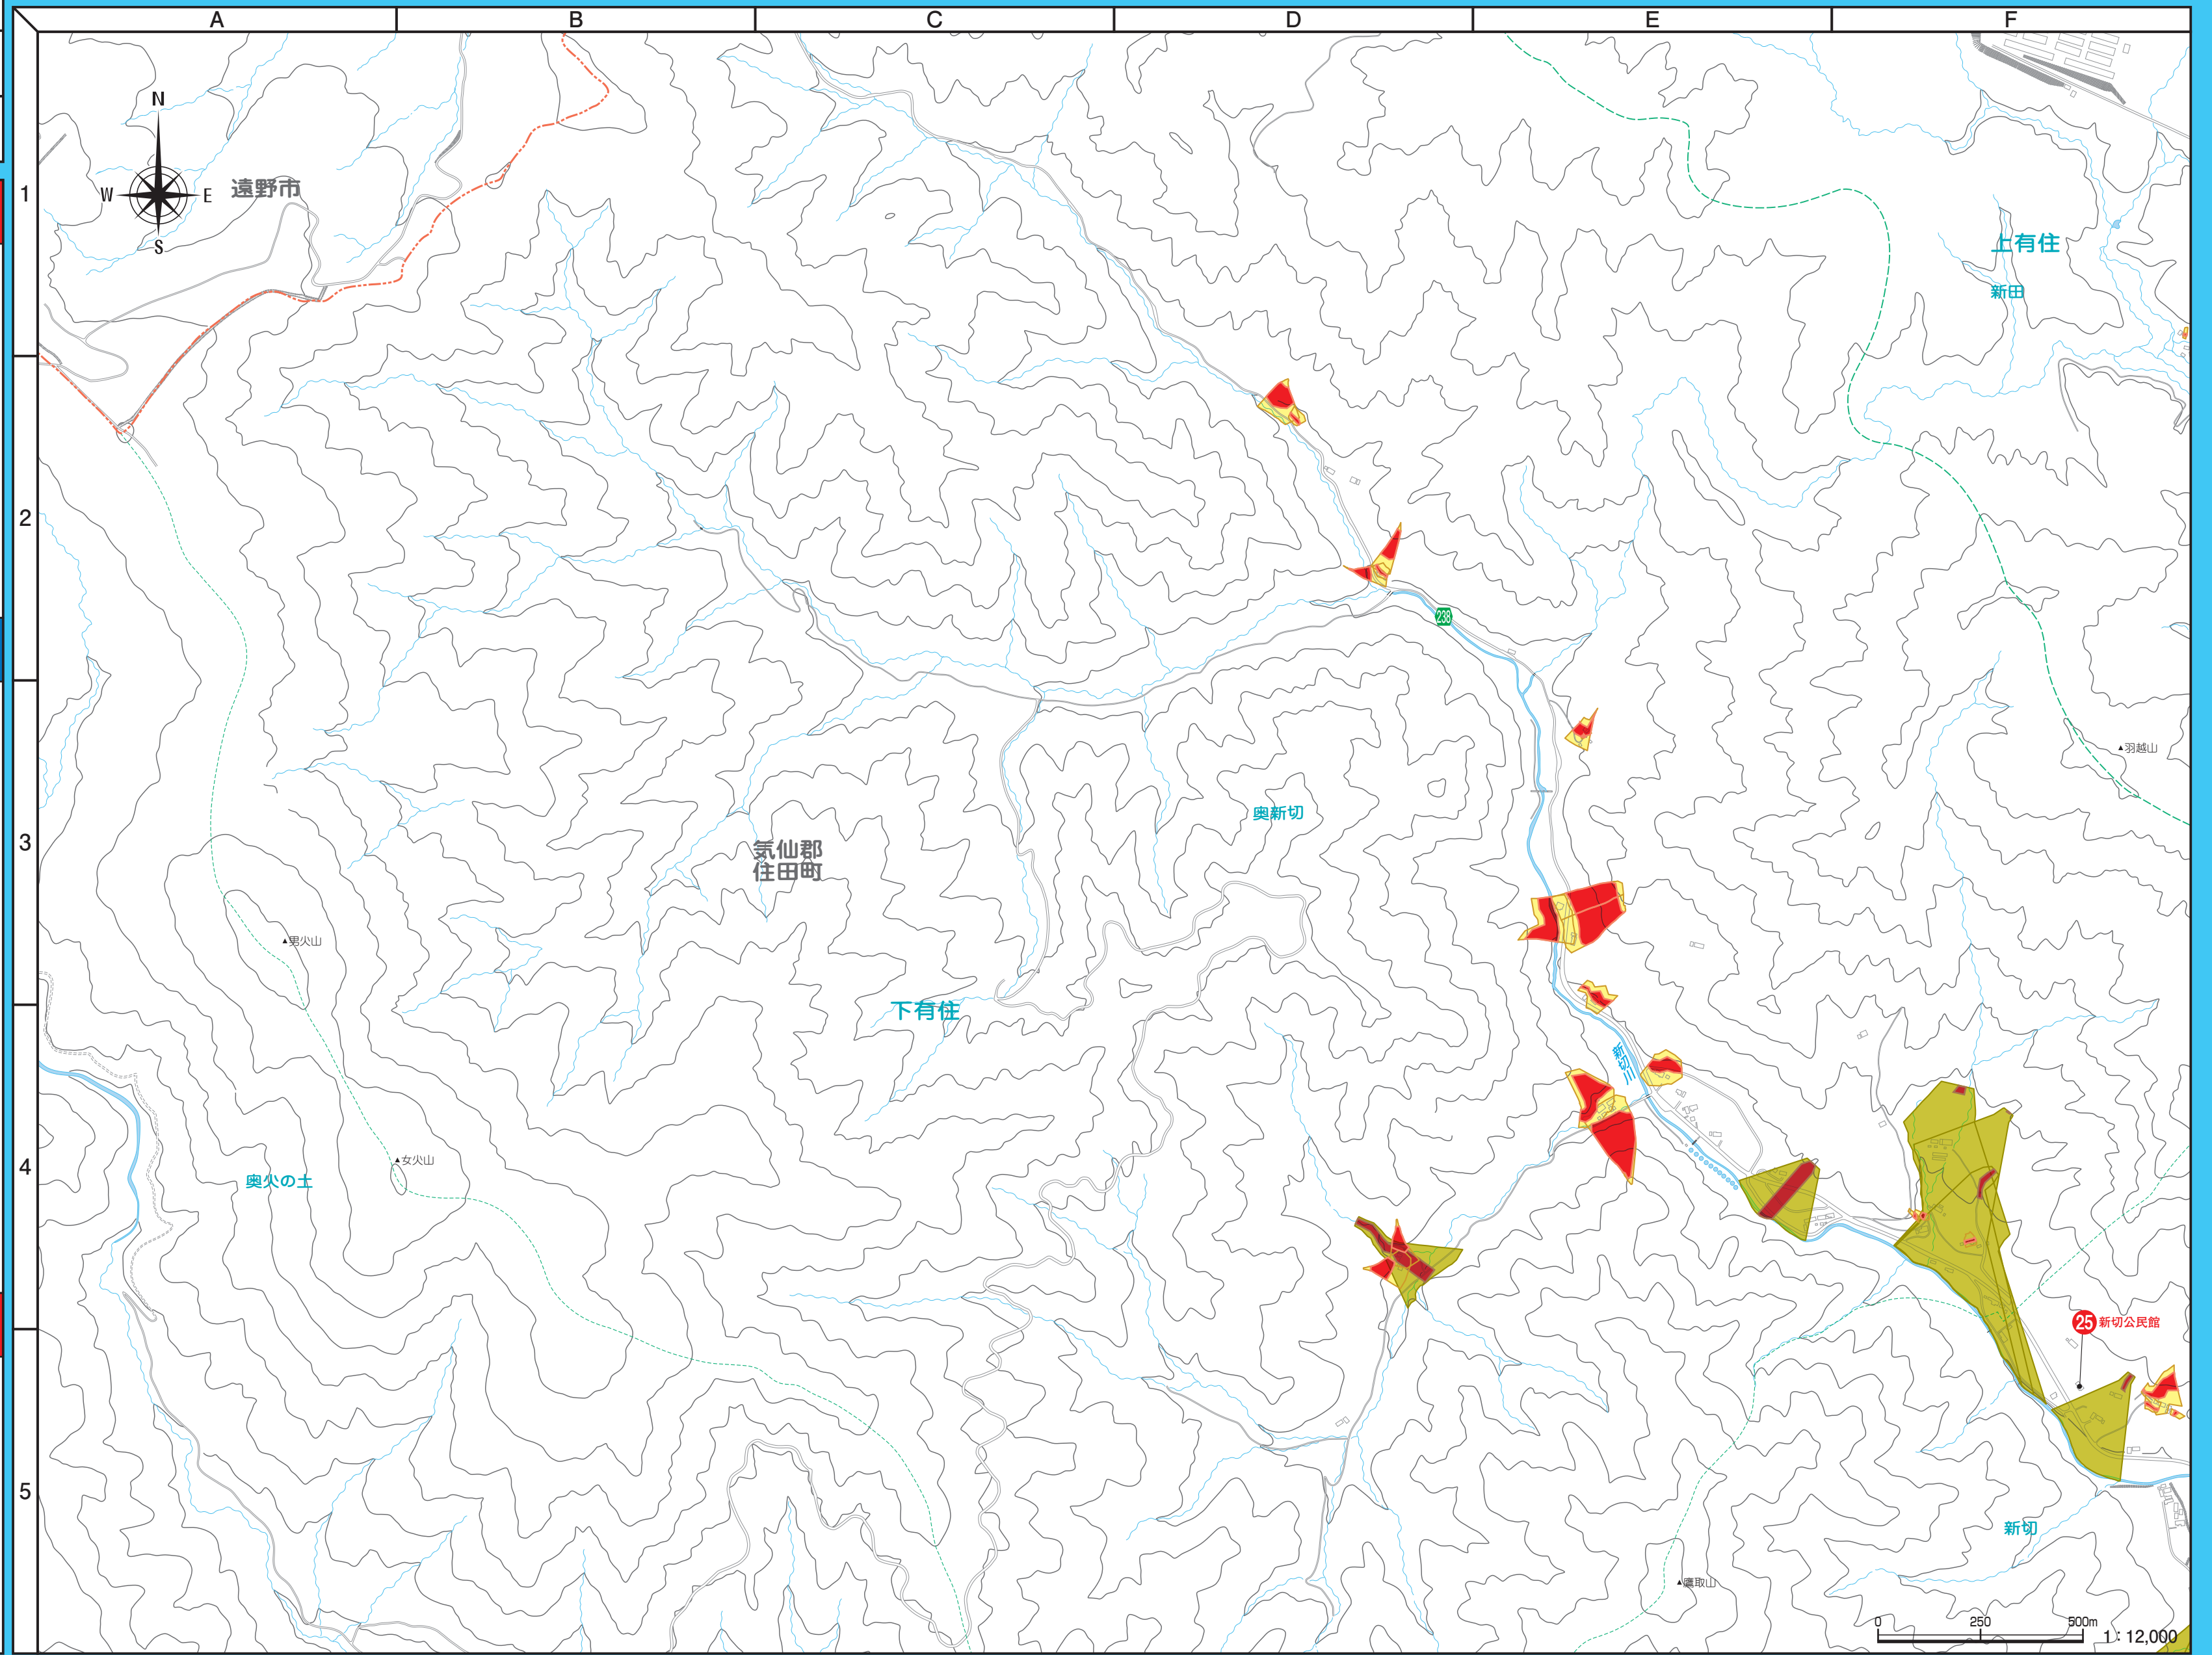 A
B
C
D
E
F
1
2
3
4
5
N
W
E
S
遠野市
上有住
新田
238
羽越山
奥新切
気仙郡
住田町
男火山
下有住
新切川
女火山
奥火の土
25
新切公民館
新切
鷹取山
0
250
500m
1:12,000